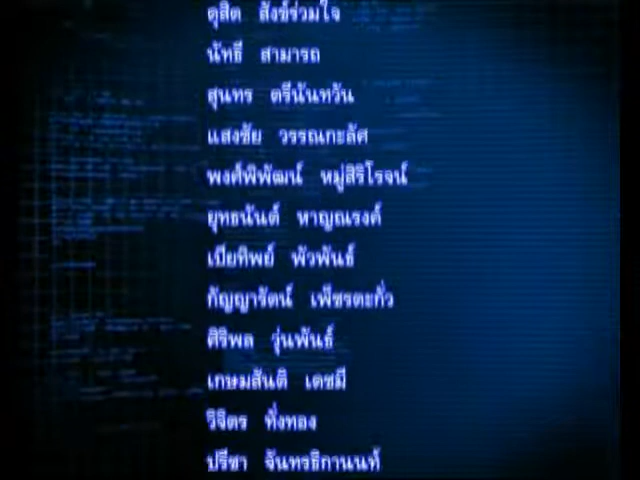 ดุสิต สังข์ร่วมใจ
นัทธี สามารถ
สุนทร ตรีนันทวัน
แสงชัย วรรณกะลัศ
พงศ์พิพัฒน์ หมู่สิริโรจน์
ยุทธนันต์ หาญณรงค์
เปียทิพย์ พัวพันธ์
กัญญารัตน์ เพ็ชรตะกั่ว
ศิริพล วุ่นพันธ์
เกษมสันติ เดชมี
วิจิตร ทั่งทอง
ปรีชา จันทรธิกานนท์